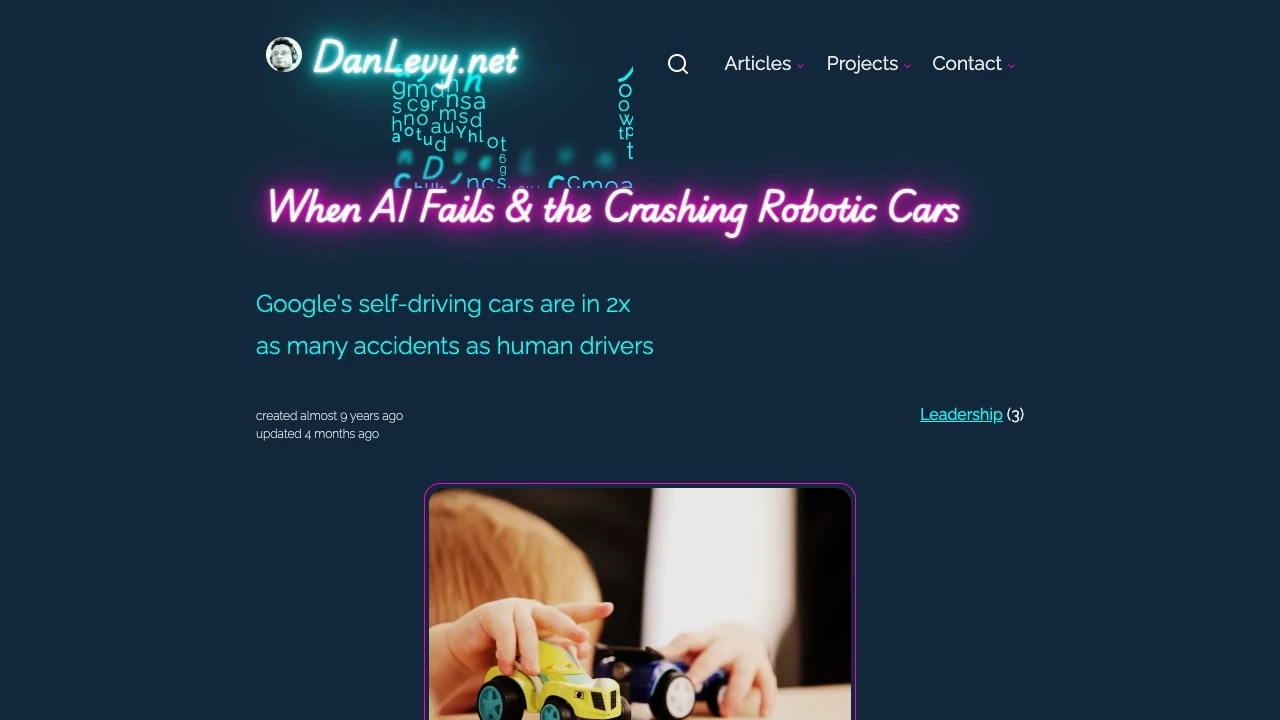 DanLevy.net
Articles
Projects
Contact
When AI Fails & the Crashing Robotic Cars
Google's self-driving cars are in 2x
as many accidents as human drivers
created almost 9 years ago
updated 4 months ago
Leadership (3)